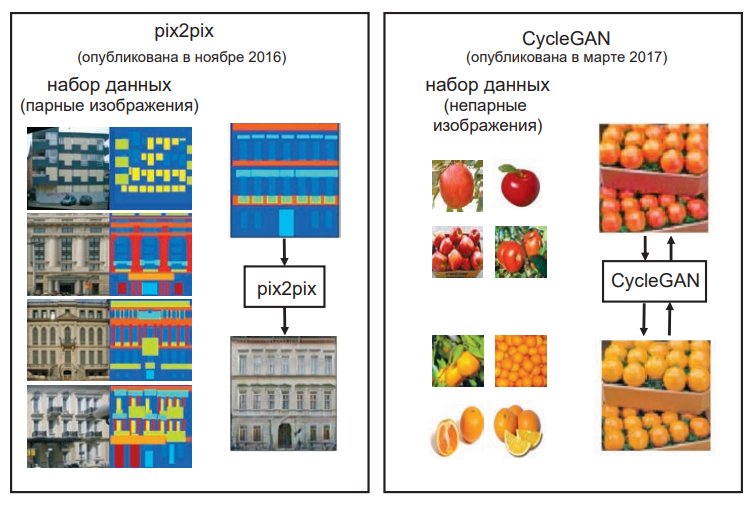 pix2pix
(опубликована в ноябре 2016)
набор данных
(парные изображения)
pix2pix
CycleGAN
(опубликована в марте 2017)
набор данных
(непарные
изображения)
CycleGAN